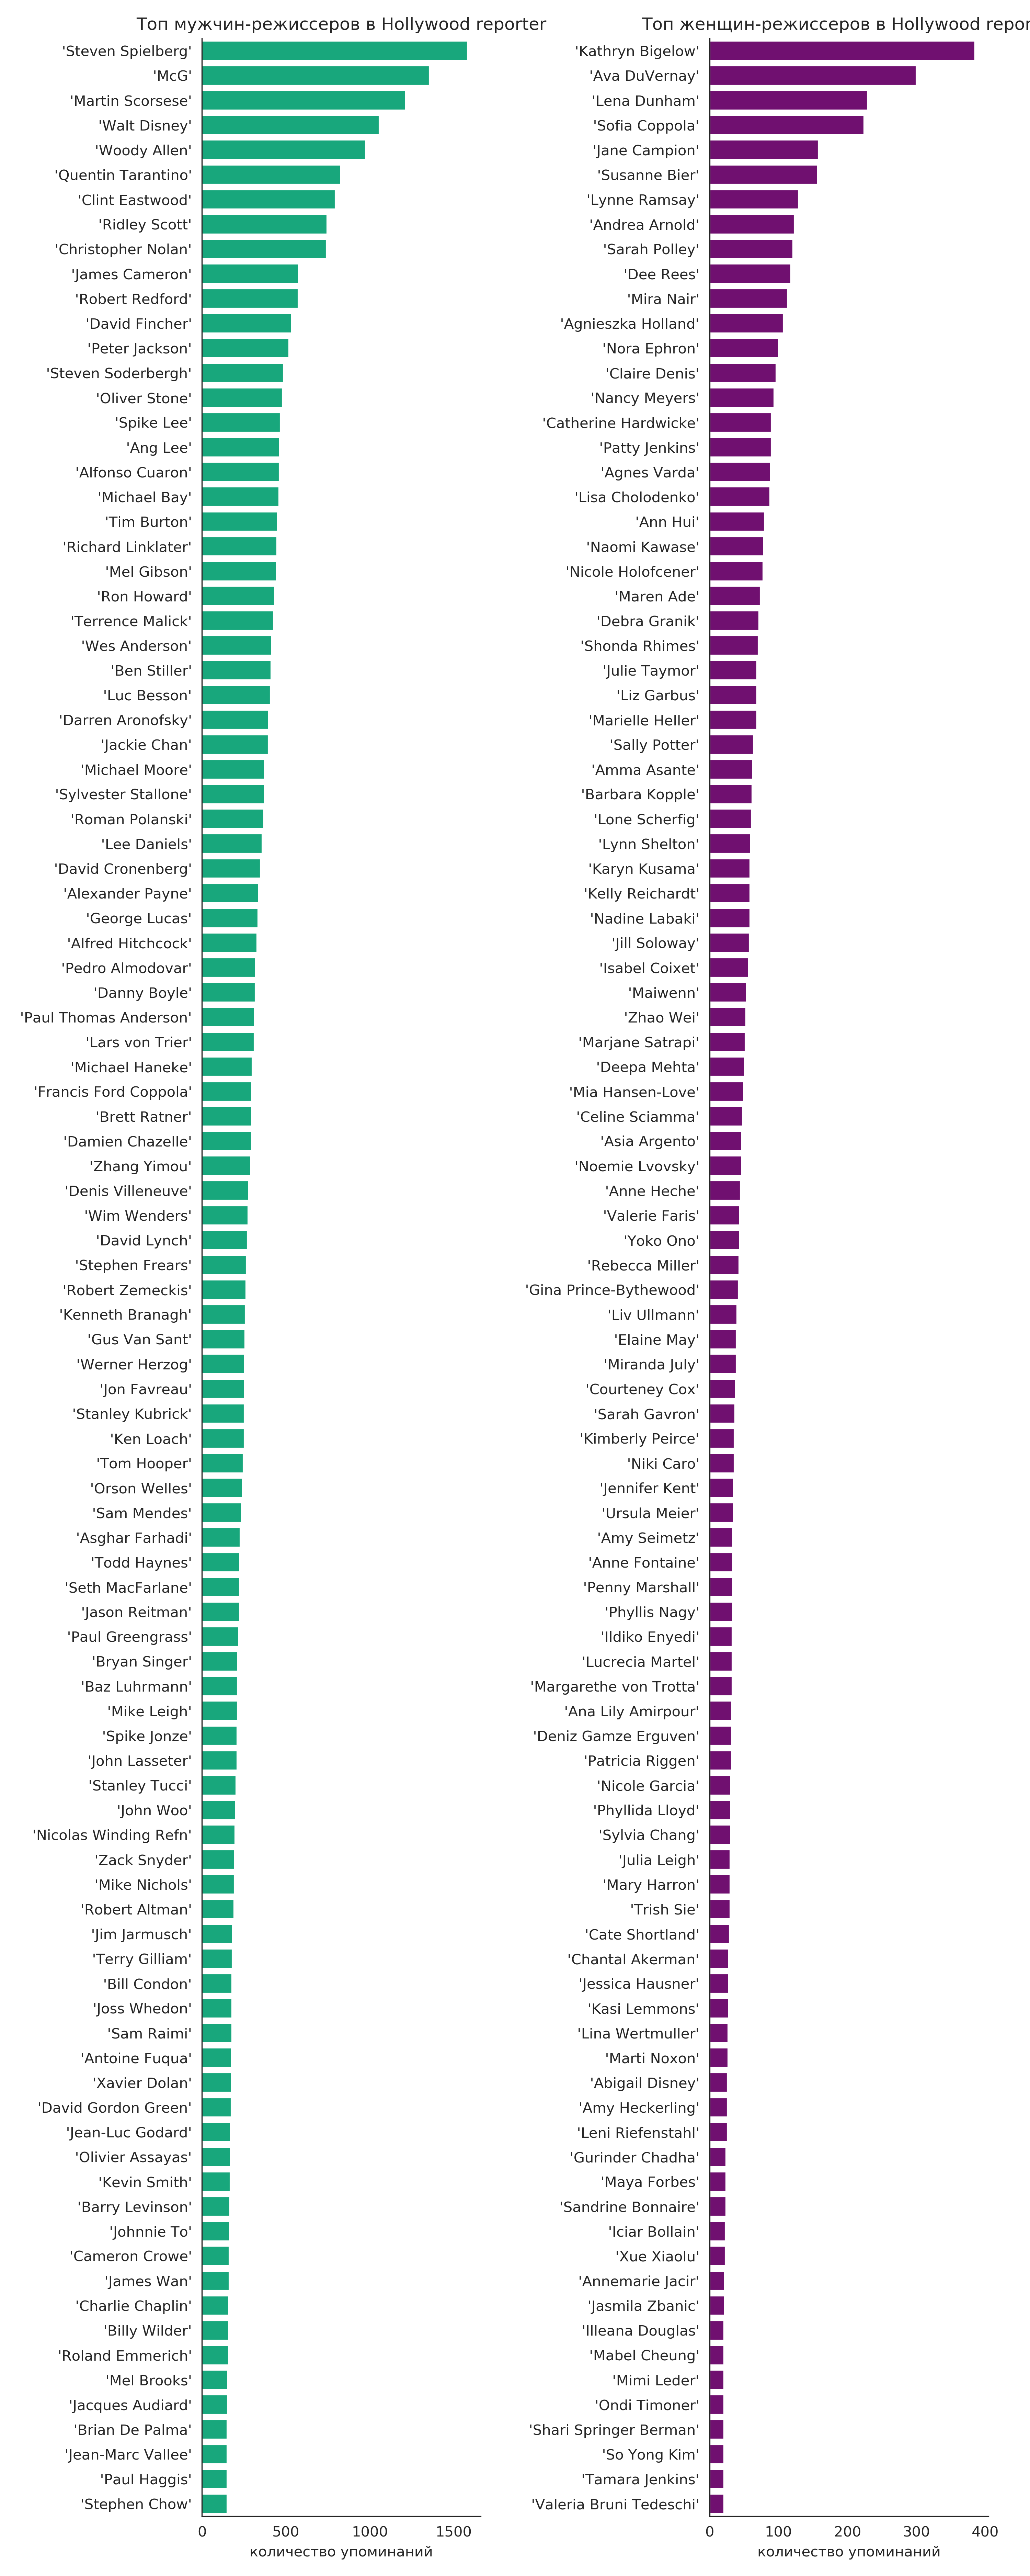 Топ мужчин-режиссеров в Hollywood reporter
'Steven Spielberg'
'McG'
'Martin Scorsese'
'Walt Disney'
'Woody Allen'
'Quentin Tarantino'
'Clint Eastwood'
'Ridley Scott'
'Christopher Nolan'
'James Cameron'
'Robert Redford'
'David Fincher'
'Peter Jackson'
'Steven Soderbergh'
'Oliver Stone'
'Spike Lee'
'Ang Lee'
'Alfonso Cuaron'
'Michael Bay'
'Tim Burton'
'Richard Linklater'
'Mel Gibson'
'Ron Howard'
'Terrence Malick'
'Wes Anderson'
'Ben Stiller'
'Luc Besson'
'Darren Aronofsky'
'Jackie Chan'
'Michael Moore'
'Sylvester Stallone'
'Roman Polanski'
'Lee Daniels'
'David Cronenberg'
'Alexander Payne'
'George Lucas'
'Alfred Hitchcock'
'Pedro Almodovar'
'Danny Boyle'
'Paul Thomas Anderson'
'Lars von Trier'
'Michael Haneke'
'Francis Ford Coppola'
'Brett Ratner'
'Damien Chazelle'
'Zhang Yimou'
'Denis Villeneuve'
'Wim Wenders'
'David Lynch'
'Stephen Frears'
'Robert Zemeckis'
'Kenneth Branagh'
'Gus Van Sant'
'Werner Herzog'
'Jon Favreau'
'Stanley Kubrick'
'Ken Loach'
'Tom Hooper'
'Orson Welles'
'Sam Mendes'
'Asghar Farhadi'
'Todd Haynes'
'Seth MacFarlane'
'Jason Reitman'
'Paul Greengrass'
'Bryan Singer'
'Baz Luhrmann'
'Mike Leigh'
'Spike Jonze'
'John Lasseter'
'Stanley Tucci'
'John Woo'
'Nicolas Winding Refn'
'Zack Snyder'
'Mike Nichols'
'Robert Altman'
'Jim Jarmusch'
'Terry Gilliam'
'Bill Condon'
'Joss Whedon'
'Sam Raimi'
'Antoine Fuqua'
'Xavier Dolan'
'David Gordon Green'
'Jean-Luc Godard'
'Olivier Assayas'
'Kevin Smith'
'Barry Levinson'
'Johnnie To'
'Cameron Crowe'
'James Wan'
'Charlie Chaplin'
'Billy Wilder'
'Roland Emmerich'
'Mel Brooks'
'Jacques Audiard'
'Brian De Palma'
'Jean-Marc Vallee'
'Paul Haggis'
'Stephen Chow'
0 500 1000 1500
количество упоминаний
Топ женщин-режиссеров в Hollywood repor
'Kathryn Bigelow'
'Ava DuVernay'
'Lena Dunham'
'Sofia Coppola'
'Jane Campion'
'Susanne Bier'
'Lynne Ramsay'
'Andrea Arnold'
'Sarah Polley'
'Dee Rees'
'Mira Nair'
'Agnieszka Holland'
'Nora Ephron'
'Claire Denis'
'Nancy Meyers'
'Catherine Hardwicke'
'Patty Jenkins'
'Agnes Varda'
'Lisa Cholodenko'
'Ann Hui'
'Naomi Kawase'
'Nicole Holofcener'
'Maren Ade'
'Debra Granik'
'Shonda Rhimes'
'Julie Taymor'
'Liz Garbus'
'Marielle Heller'
'Sally Potter'
'Amma Asante'
'Barbara Kopple'
'Lone Scherfig'
'Lynn Shelton'
'Karyn Kusama'
'Kelly Reichardt'
'Nadine Labaki'
'Jill Soloway'
'Isabel Coixet'
'Maiwenn'
'Zhao Wei'
'Marjane Satrapi'
'Deepa Mehta'
'Mia Hansen-Love'
'Celine Sciamma'
'Asia Argento'
'Noemie Lvovsky'
'Anne Heche'
'Valerie Faris'
'Yoko Ono'
'Rebecca Miller'
'Gina Prince-Bythewood'
'Liv Ullmann'
'Elaine May'
'Miranda July'
'Courteney Cox'
'Sarah Gavron'
'Kimberly Peirce'
'Niki Caro'
'Jennifer Kent'
'Ursula Meier'
'Amy Seimetz'
'Anne Fontaine'
'Penny Marshall'
'Phyllis Nagy'
'Ildiko Enyedi'
'Lucrecia Martel'
'Margarethe von Trotta'
'Ana Lily Amirpour'
'Deniz Gamze Erguven'
'Patricia Riggen'
'Nicole Garcia'
'Phyllida Lloyd'
'Sylvia Chang'
'Julia Leigh'
'Mary Harron'
'Trish Sie'
'Cate Shortland'
'Chantal Akerman'
'Jessica Hausner'
'Kasi Lemmons'
'Lina Wertmuller'
'Marti Noxon'
'Abigail Disney'
'Amy Heckerling'
'Leni Riefenstahl'
'Gurinder Chadha'
'Maya Forbes'
'Sandrine Bonnaire'
'Iciar Bollain'
'Xue Xiaolu'
'Annemarie Jacir'
'Jasmila Zbanic'
'Illeana Douglas'
'Mabel Cheung'
'Mimi Leder'
'Ondi Timoner'
'Shari Springer Berman'
'So Yong Kim'
'Tamara Jenkins'
'Valeria Bruni Tedeschi'
0 100 200 300 400
количество упоминаний